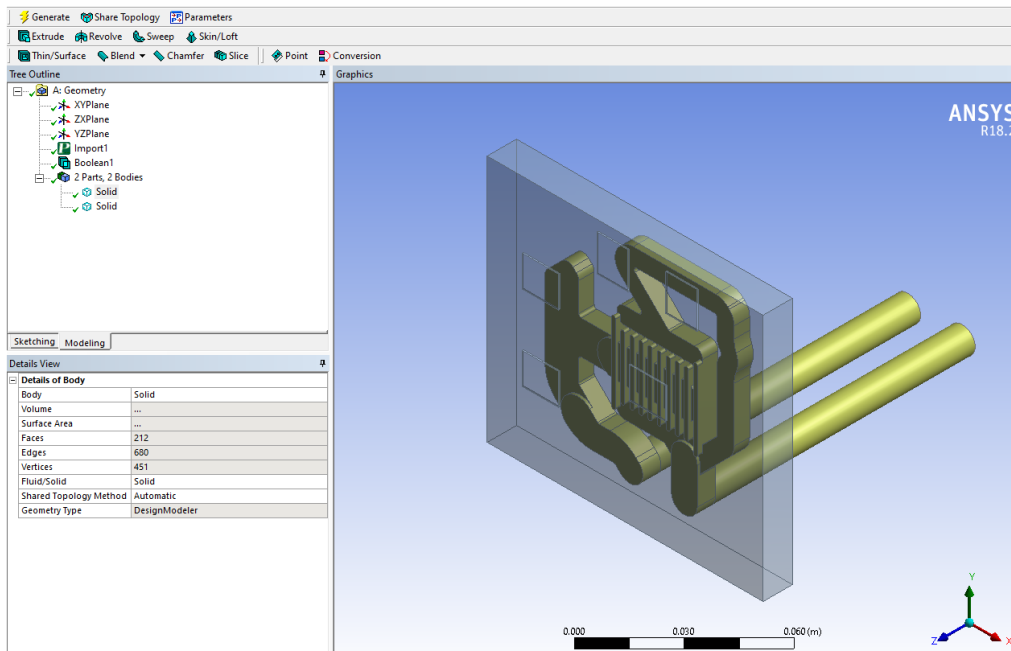 Generate Share Topology Parameters
Extrude Revolve Sweep Skin/Loft
Thin/Surface Blend Chamfer Slice Point Conversion
Tree Outline
Graphics
A: Geometry
XYPlane
ZXPlane
YZPlane
Import1
Boolean1
2 Parts, 2 Bodies
Solid
Solid
Sketching Modeling
Details View
Details of Body
Body Solid
Volume ...
Surface Area ...
Faces 212
Edges 680
Vertices 451
Fluid/Solid Solid
Shared Topology Method Automatic
Geometry Type DesignModeler
ANSYS
R18.2
0.000 0.030 0.060 (m)
Y
Z X